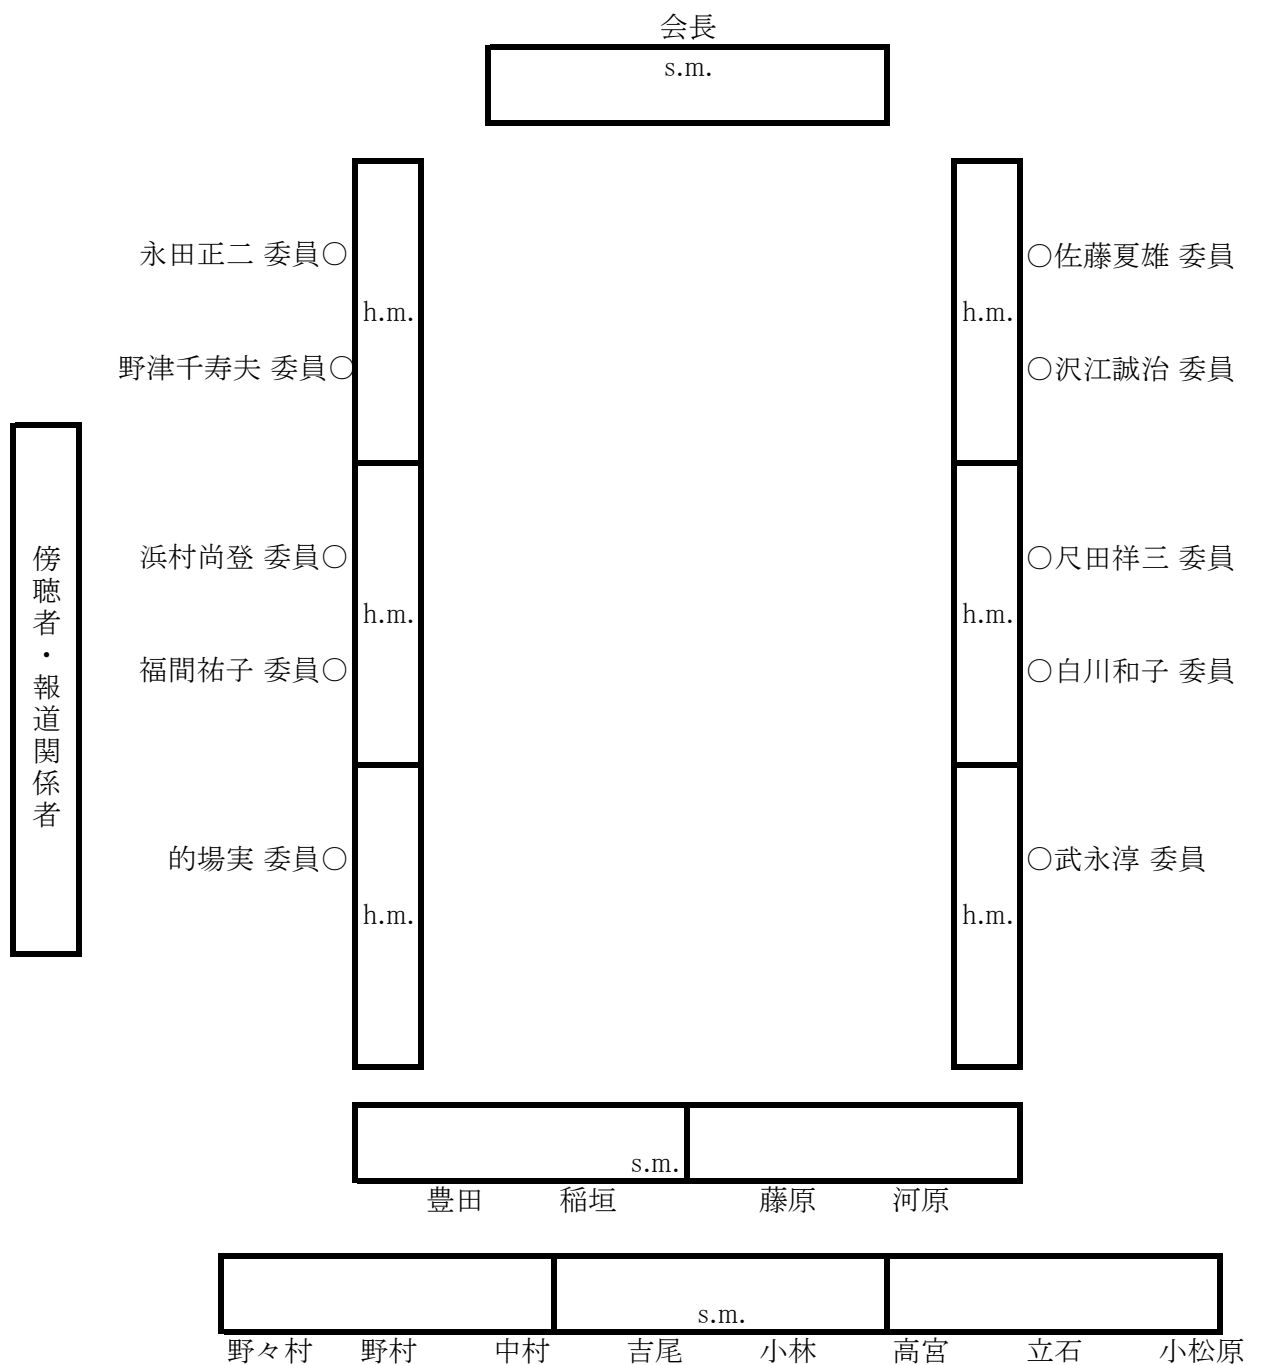 会長
s.m.
永田正二 委員○
○佐藤夏雄 委員
h.m.
h.m.
野津千寿夫 委員○
○沢江誠治 委員
傍聴者・報道関係者
浜村尚登 委員○
○尺田祥三 委員
h.m.
h.m.
福間祐子 委員○
○白川和子 委員
的場実 委員○
○武永淳 委員
h.m.
h.m.
s.m.
豊田 稲垣 藤原 河原
s.m.
野々村 野村 中村 吉尾 小林 高宮 立石 小松原